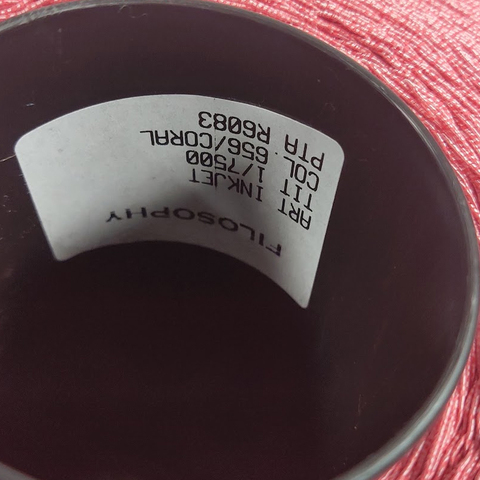 FILOSOPHY
ART INKJET
TIT 1/7500
COL 656/CORAL
PTA R6083